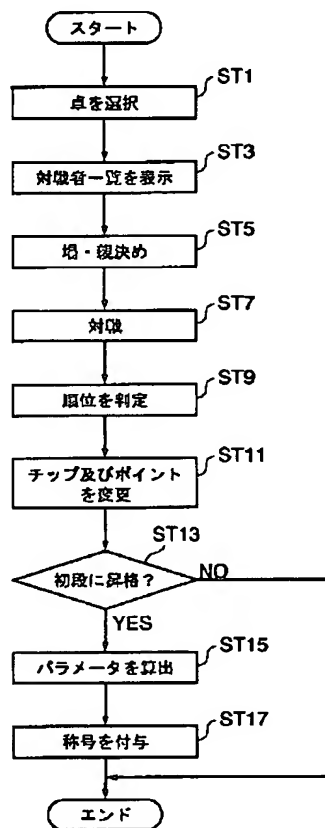 スタート
ST1
卓を選択
ST3
対戦者一覧を表示
ST5
場・親決め
ST7
対戦
ST9
順位を判定
ST11
チップ及びポイント
を変更
ST13
初段に昇格？
NO
YES
ST15
パラメータを算出
ST17
称号を付与
エンド